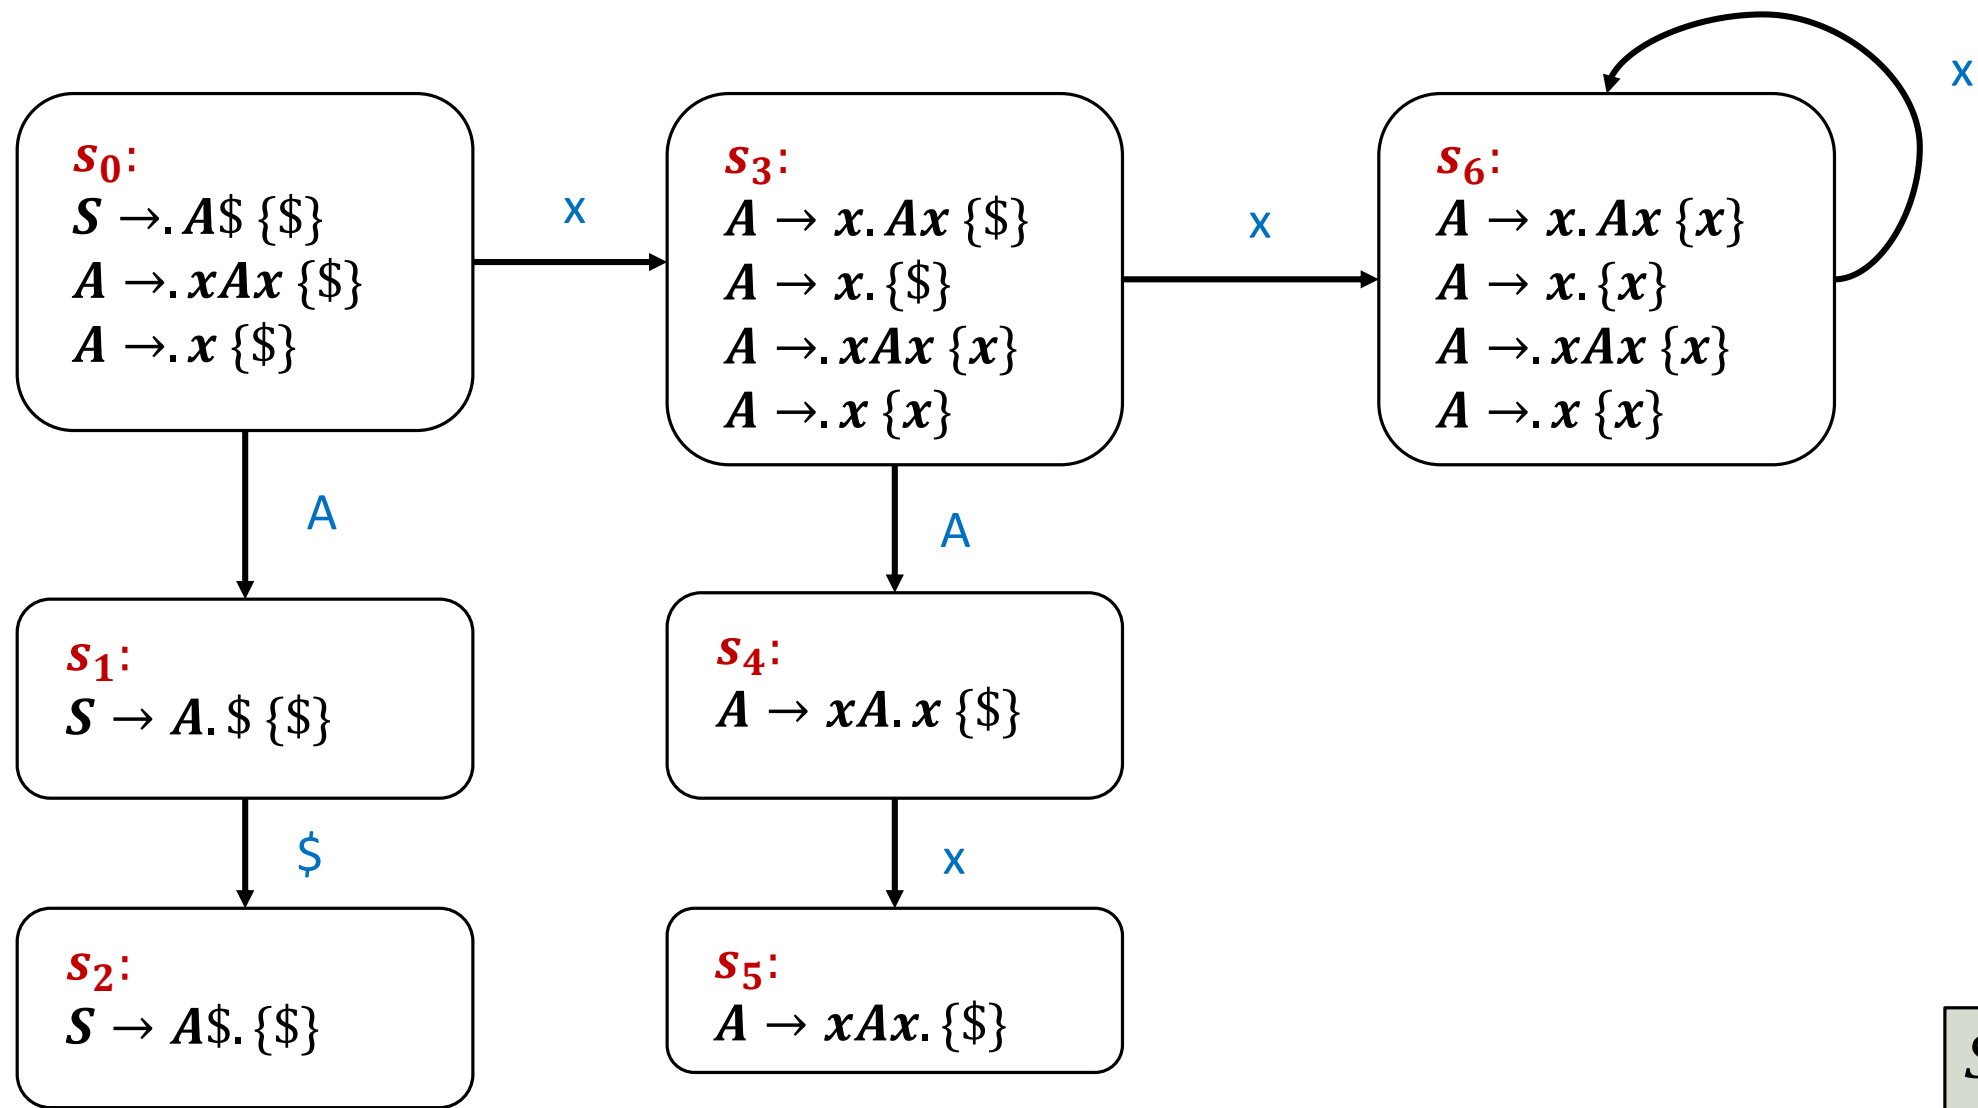 s₀:
S →. A$ {$}
A →. xAx {$}
A →. x {$}
x
s₃:
A → x. Ax {$}
A → x. {$}
A →. xAx {x}
A →. x {x}
x
s₆:
A → x. Ax {x}
A → x. {x}
A →. xAx {x}
A →. x {x}
x
A
A
s₁:
S → A. $ {$}
s₄:
A → xA. x {$}
$
x
s₂:
S → A$. {$}
s₅:
A → xAx. {$}